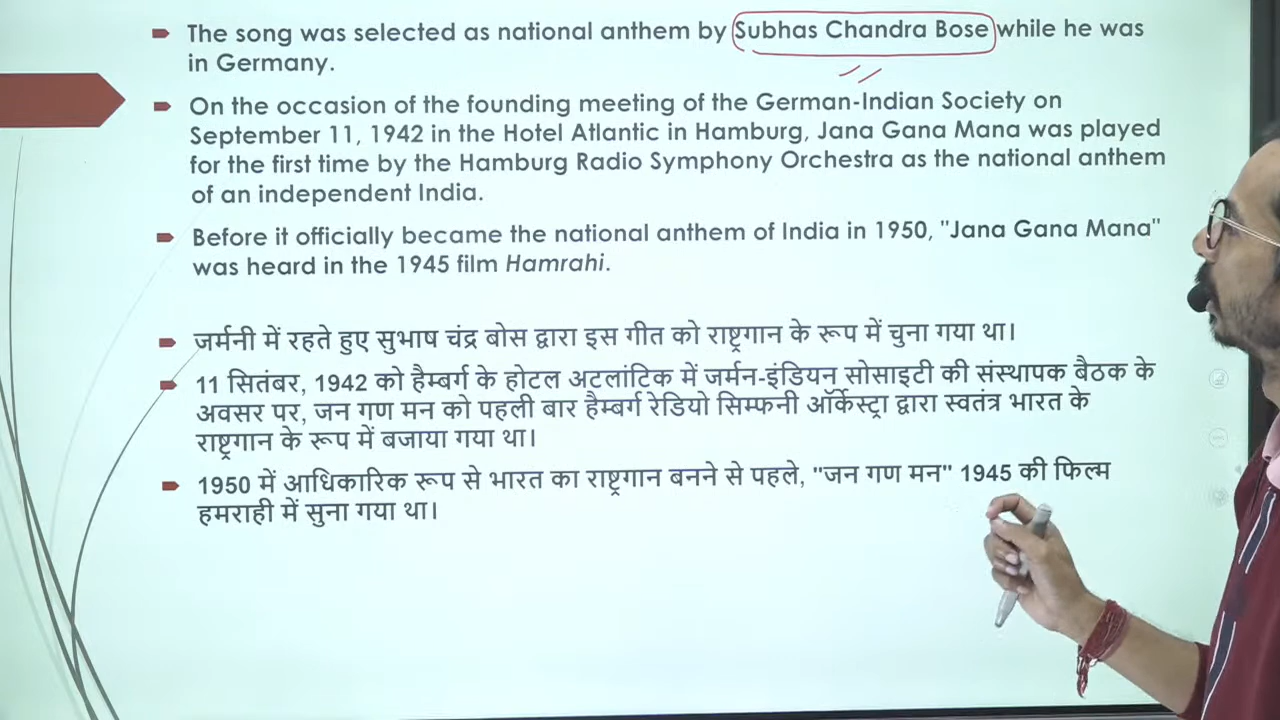 The song was selected as national anthem by Subhas Chandra Bose while he was
in Germany.
On the occasion of the founding meeting of the German-Indian Society on
September 11, 1942 in the Hotel Atlantic in Hamburg, Jana Gana Mana was played
for the first time by the Hamburg Radio Symphony Orchestra as the national anthem
of an independent India.
Before it officially became the national anthem of India in 1950, "Jana Gana Mana"
was heard in the 1945 film Hamrahi.
जर्मनी में रहते हुए सुभाष चंद्र बोस द्वारा इस गीत को राष्ट्रगान के रूप में चुना गया था।
11 सितंबर, 1942 को हैम्बर्ग के होटल अटलांटिक में जर्मन-इंडियन सोसाइटी की संस्थापक बैठक के
अवसर पर, जन गण मन को पहली बार हैम्बर्ग रेडियो सिम्फनी ऑर्केस्ट्रा द्वारा स्वतंत्र भारत के
राष्ट्रगान के रूप में बजाया गया था।
1950 में आधिकारिक रूप से भारत का राष्ट्रगान बनने से पहले, "जन गण मन" 1945 की फिल्म
हमराही में सुना गया था।